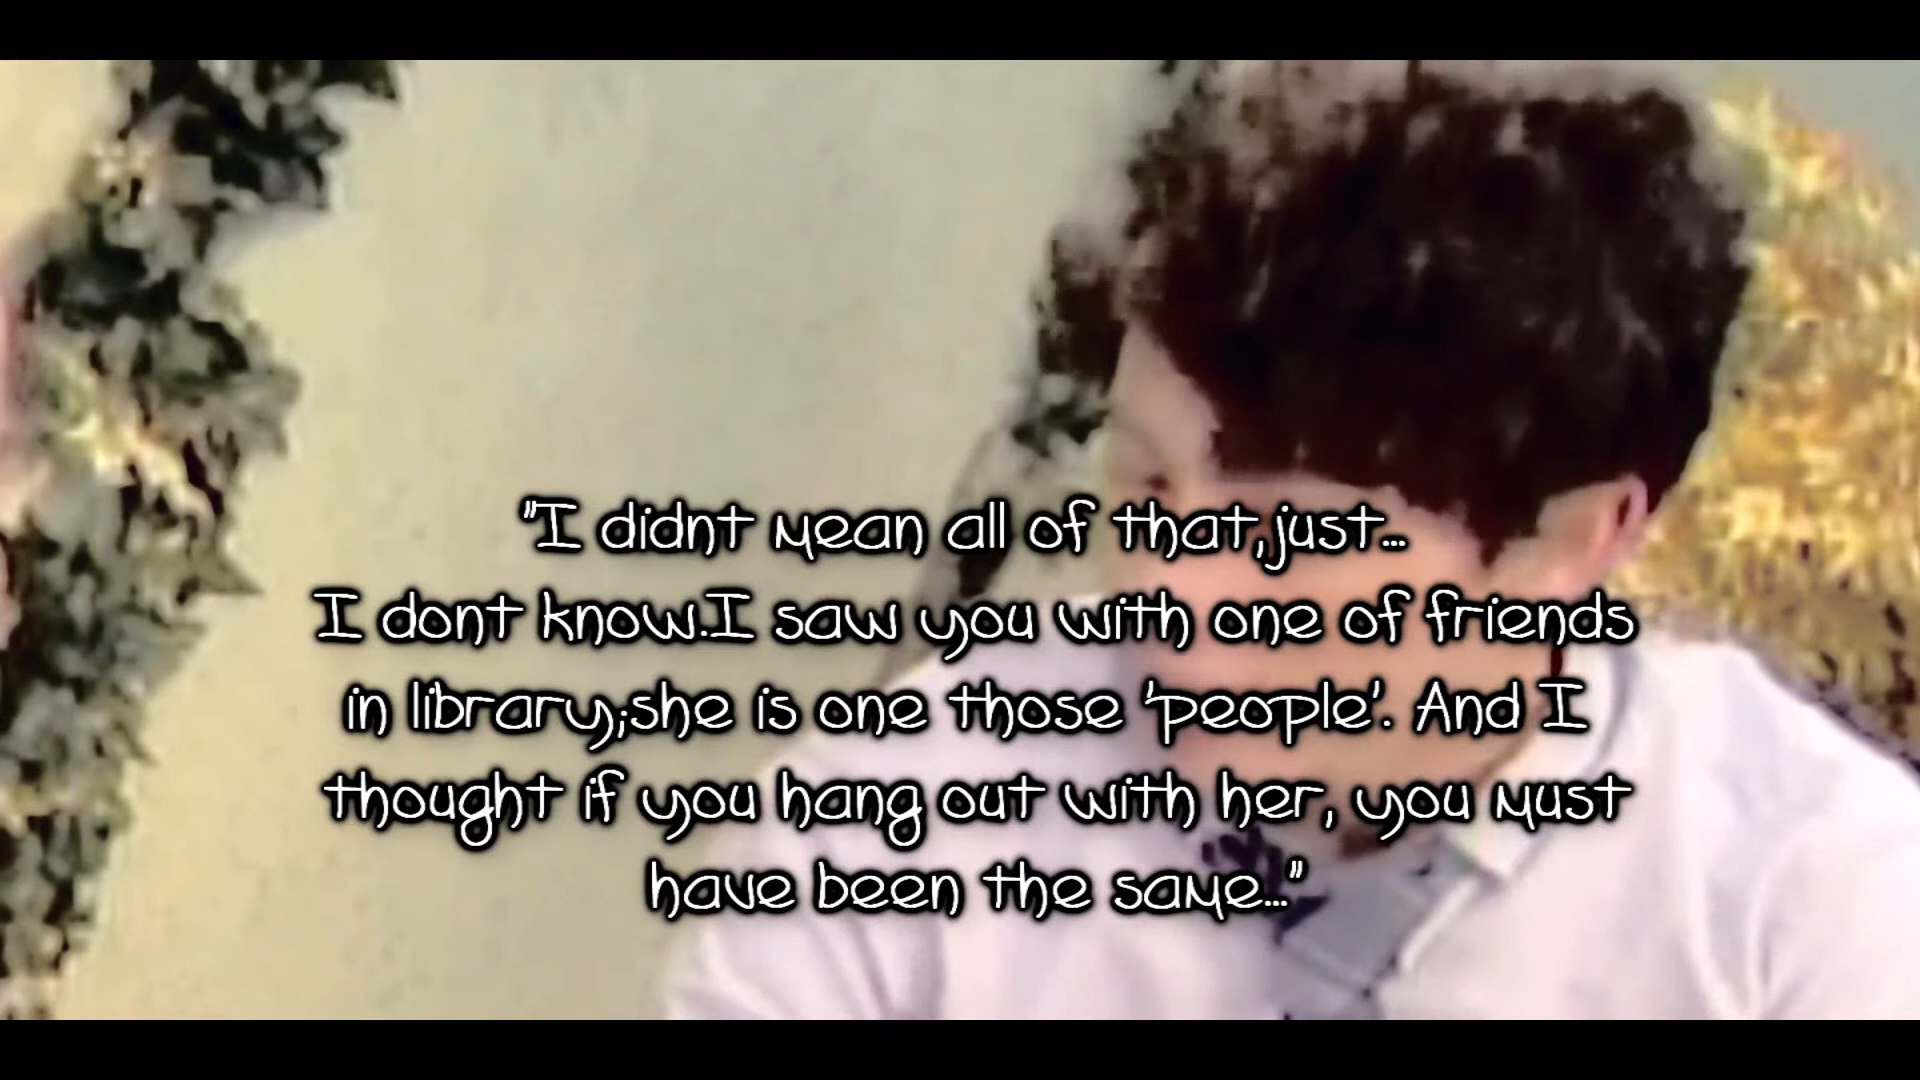 "I didnt mean all of that,just...
I dont know.I saw you with one of friends
in library;she is one those 'people'. And I
thought if you hang out with her, you must
have been the same..."